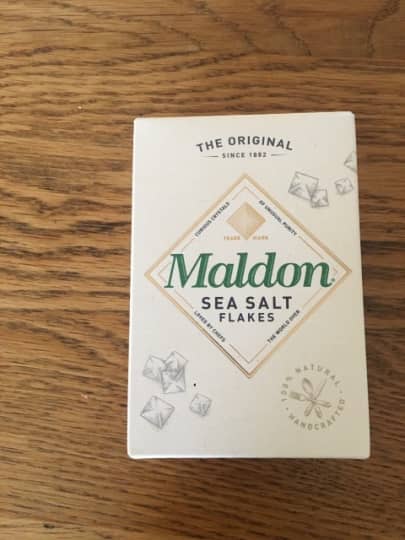 THE ORIGINAL
SINCE 1882
CURIOUS CRYSTALS
OF UNUSUAL PURITY
TRADE MARK
Maldon
SEA SALT
FLAKES
LOVED BY CHEFS
THE WORLD OVER
100% NATURAL
HANDCRAFTED